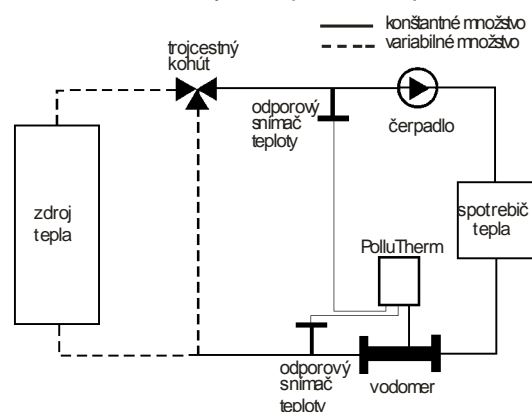 konštantné množstvo
variabilné množstvo
trojcestný
kohút
odporový
snímač
teploty
čerpadlo
zdroj
tepla
spotrebič
tepla
PolluTherm
odporový
snímač
teploty
vodomer